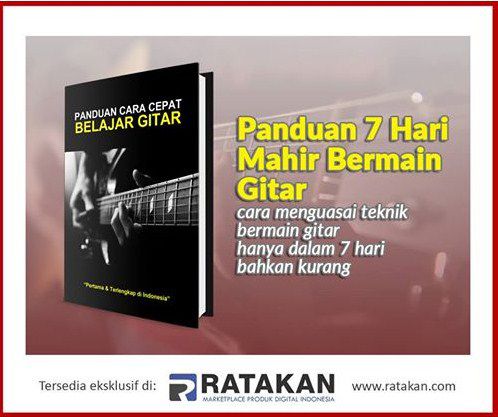 PANDUAN CARA CEPAT
BELAJAR GITAR
"Pertama & Terlengkap di Indonesia"
Panduan 7 Hari
Mahir Bermain
Gitar
cara menguasai teknik
bermain gitar
hanya dalam 7 hari
bahkan kurang
Tersedia eksklusif di:
RATAKAN
MARKETPLACE PRODUK DIGITAL INDONESIA
www.ratakan.com